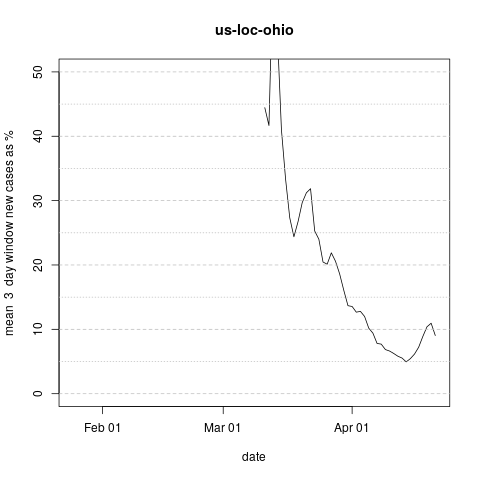 us-loc-ohio
mean 3 day window new cases as %
50
40
30
20
10
0
Feb 01
Mar 01
Apr 01
date